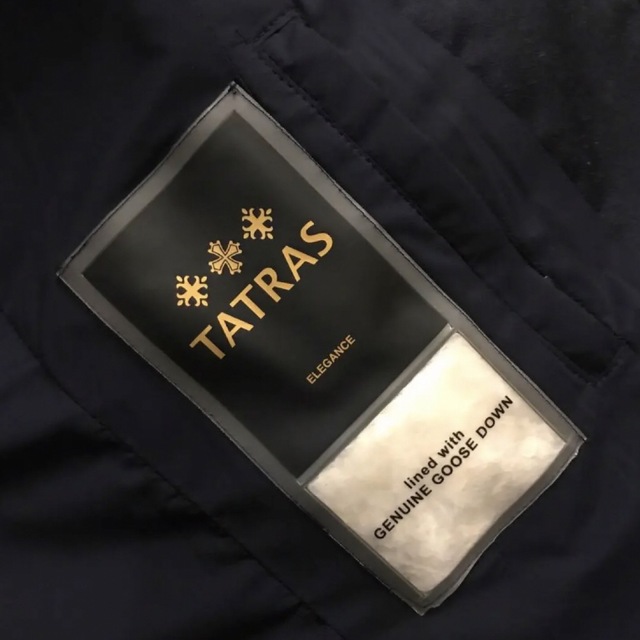 TATRAS
ELEGANCE
lined with
GENUINE GOOSE DOWN